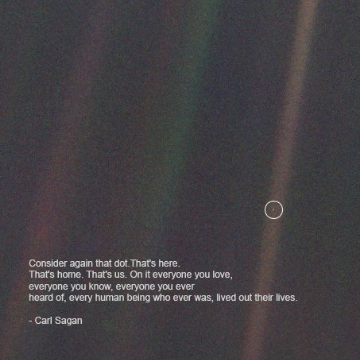 Consider again that dot.That's here.
That's home. That's us. On it everyone you love,
everyone you know, everyone you ever
heard of, every human being who ever was, lived out their lives.
- Carl Sagan